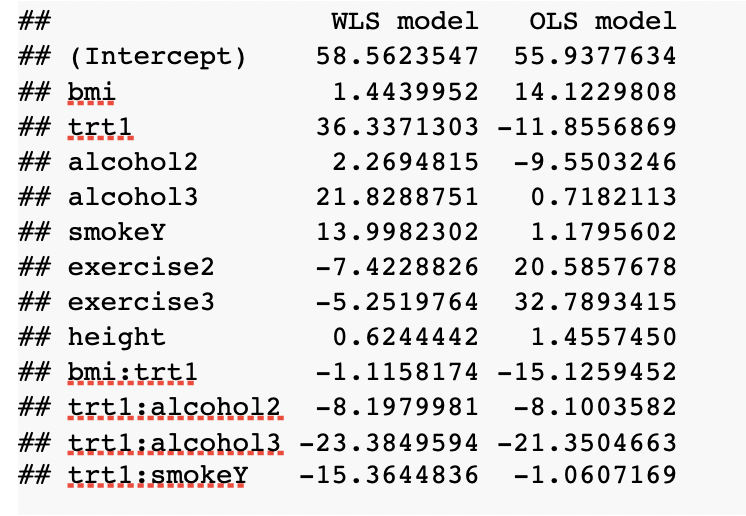 ## WLS model OLS model
## (Intercept) 58.5623547 55.9377634
## bmi 1.4439952 14.1229808
## trt1 36.3371303 -11.8556869
## alcohol2 2.2694815 -9.5503246
## alcohol3 21.8288751 0.7182113
## smokeY 13.9982302 1.1795602
## exercise2 -7.4228826 20.5857678
## exercise3 -5.2519764 32.7893415
## height 0.6244442 1.4557450
## bmi:trt1 -1.1158174 -15.1259452
## trt1:alcohol2 -8.1979981 -8.1003582
## trt1:alcohol3 -23.3849594 -21.3504663
## trt1:smokeY -15.3644836 -1.0607169